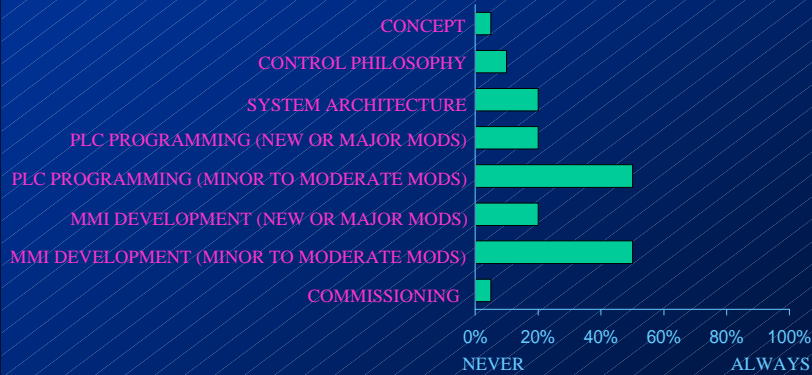 CONCEPT
CONTROL PHILOSOPHY
SYSTEM ARCHITECTURE
PLC PROGRAMMING (NEW OR MAJOR MODS)
PLC PROGRAMMING (MINOR TO MODERATE MODS)
MMI DEVELOPMENT (NEW OR MAJOR MODS)
MMI DEVELOPMENT (MINOR TO MODERATE MODS)
COMMISSIONING
0% 20% 40% 60% 80% 100%
NEVER ALWAYS